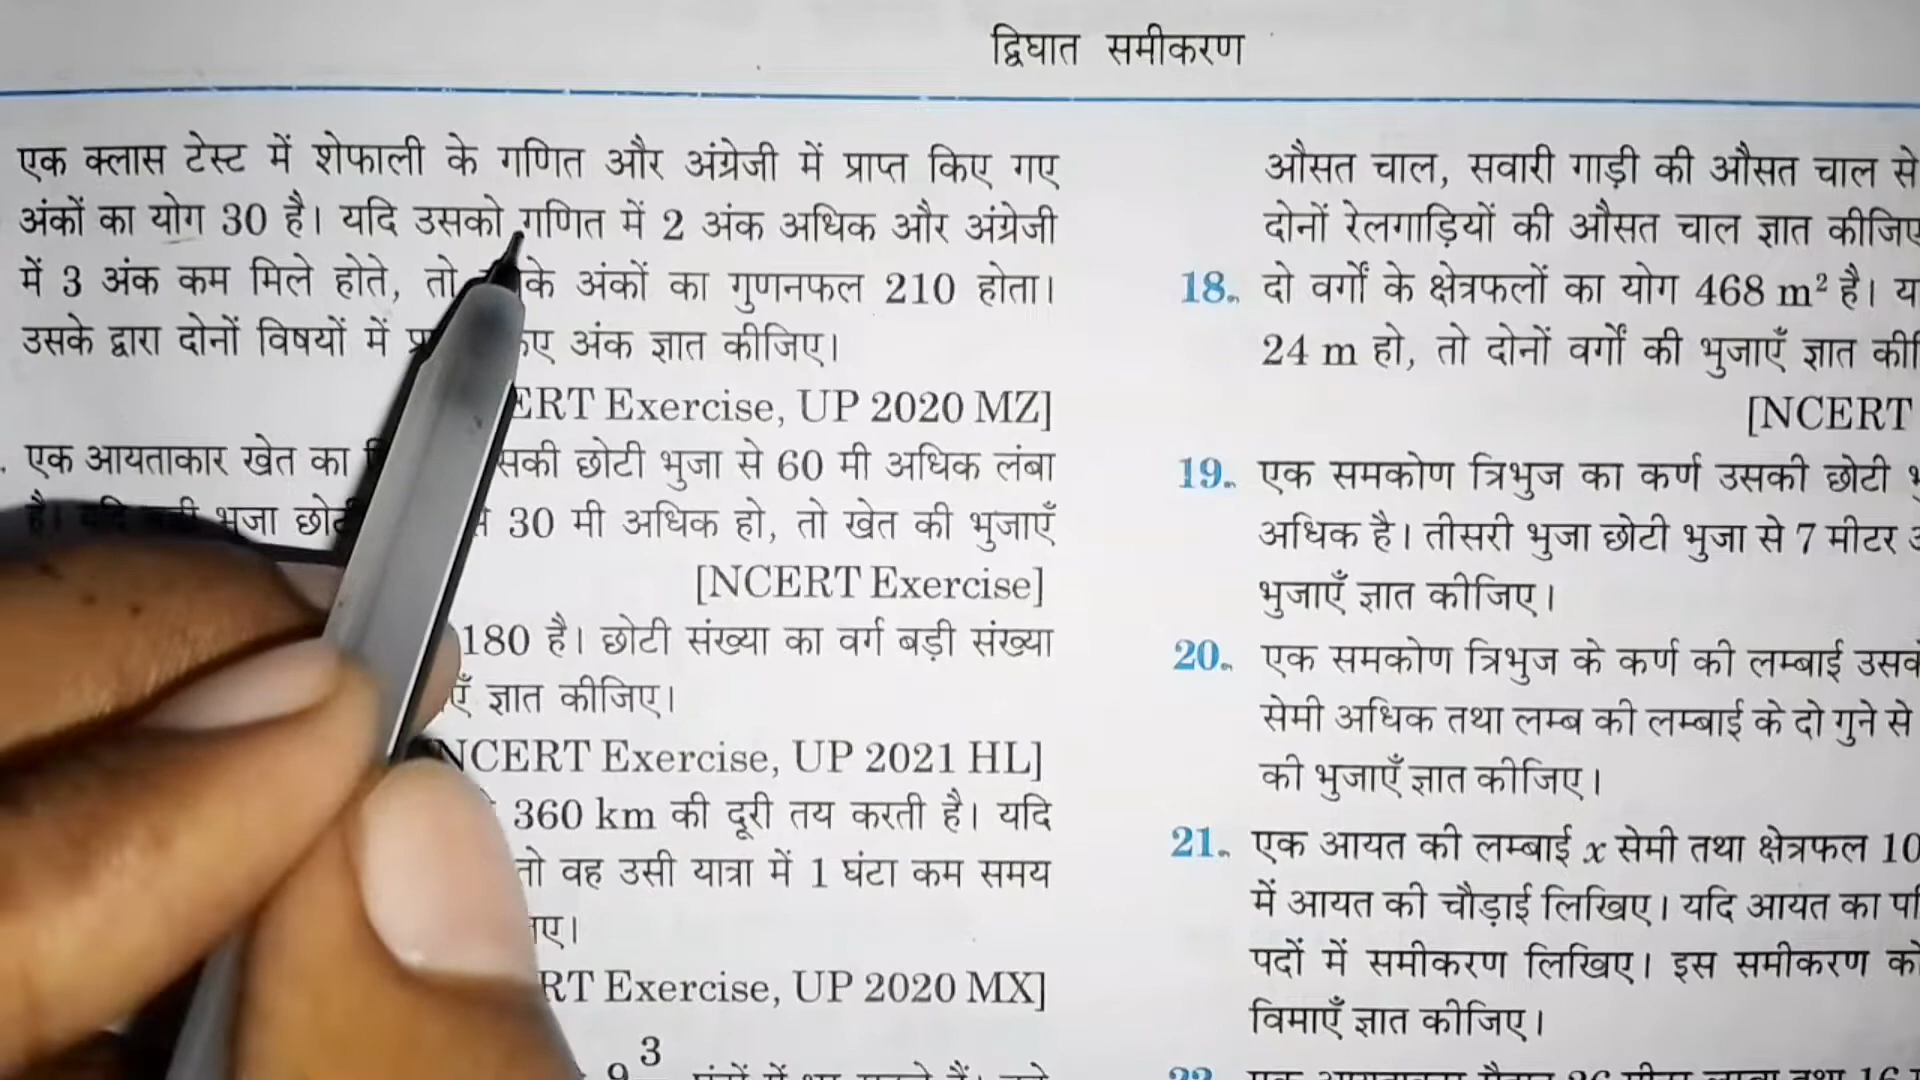 द्विघात समीकरण
एक क्लास टेस्ट में शेफाली के गणित और अंग्रेजी में प्राप्त किए गए
अंकों का योग 30 है। यदि उसको गणित में 2 अंक अधिक और अंग्रेजी
में 3 अंक कम मिले होते, तो के अंकों का गुणनफल 210 होता।
उसके द्वारा दोनों विषयों में अंक ज्ञात कीजिए।
Exercise, UP 2020 MZ]
एक आयताकार खेत का छोटी भुजा से 60 मी अधिक लंबा
है। भुजा 30 मी अधिक हो, तो खेत की भुजाएँ
[NCERT Exercise]
180 है। छोटी संख्या का वर्ग बड़ी संख्या
ज्ञात कीजिए।
NCERT Exercise, UP 2021 HL]
360 km की दूरी तय करती है। यदि
तो वह उसी यात्रा में 1 घंटा कम समय
Exercise, UP 2020 MX]
9 3
औसत चाल, सवारी गाड़ी की औसत चाल से
दोनों रेलगाड़ियों की औसत चाल ज्ञात कीजिए
18. दो वर्गों के क्षेत्रफलों का योग 468 m² है।
24 m हो, तो दोनों वर्गों की भुजाएँ ज्ञात
[NCERT
19. एक समकोण त्रिभुज का कर्ण उसकी छोटी
अधिक है। तीसरी भुजा छोटी भुजा से 7 मीटर
भुजाएँ ज्ञात कीजिए।
20. एक समकोण त्रिभुज के कर्ण की लम्बाई
सेमी अधिक तथा लम्ब की लम्बाई के दो गुने से
की भुजाएँ ज्ञात कीजिए।
21. एक आयत की लम्बाई x सेमी तथा क्षेत्रफल 10
में आयत की चौड़ाई लिखिए। यदि आयत का
पदों में समीकरण लिखिए। इस समीकरण को
विमाएँ ज्ञात कीजिए।